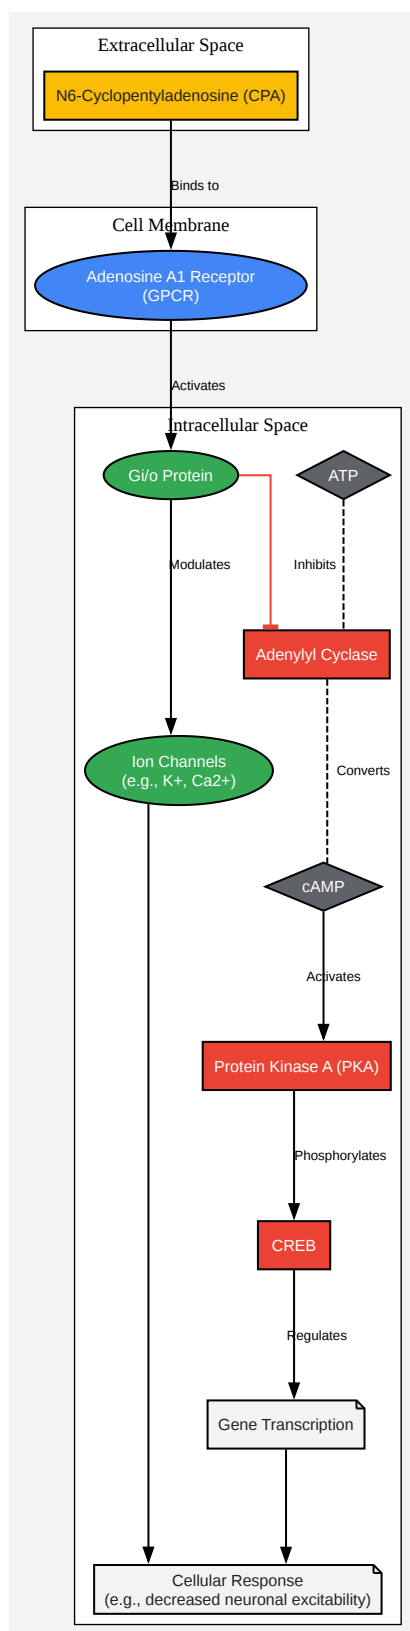 Extracellular Space
N6-Cyclopentyladenosine (CPA)
Binds to
Cell Membrane
Adenosine A1 Receptor
(GPCR)
Activates
Intracellular Space
Gi/o Protein
ATP
Modulates
Inhibits
Adenylyl Cyclase
Ion Channels
(e.g., K+, Ca2+)
Converts
cAMP
Activates
Protein Kinase A (PKA)
Phosphorylates
CREB
Regulates
Gene Transcription
Cellular Response
(e.g., decreased neuronal excitability)